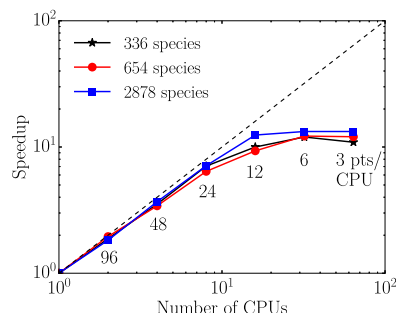 10²
336 species
654 species
2878 species
Speedup
10¹
3 pts/
CPU
6
12
24
48
96
10⁰
10⁰ 10¹ 10²
Number of CPUs